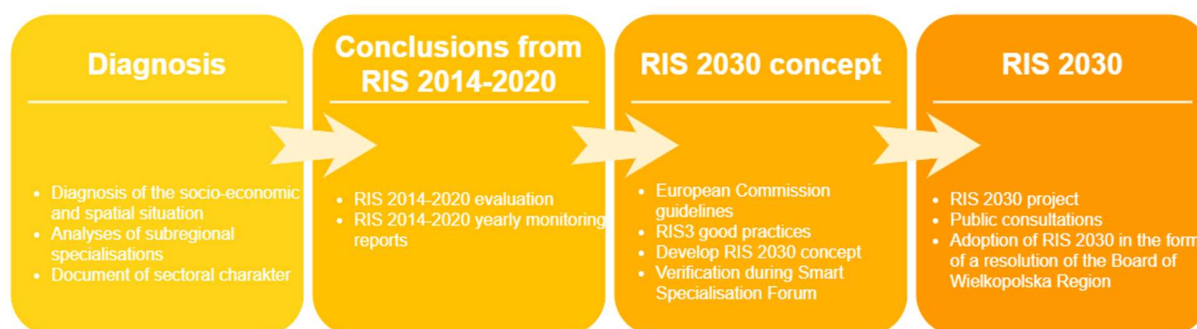 Diagnosis
• Diagnosis of the socio-economic
and spatial situation
• Analyses of subregional
specialisations
• Document of sectoral charakter
Conclusions from
RIS 2014-2020
• RIS 2014-2020 evaluation
• RIS 2014-2020 yearly monitoring
reports
RIS 2030 concept
• European Commission
guidelines
• RIS3 good practices
• Develop RIS 2030 concept
• Verification during Smart
Specialisation Forum
RIS 2030
• RIS 2030 project
• Public consultations
• Adoption of RIS 2030 in the form
of a resolution of the Board of
Wielkopolska Region